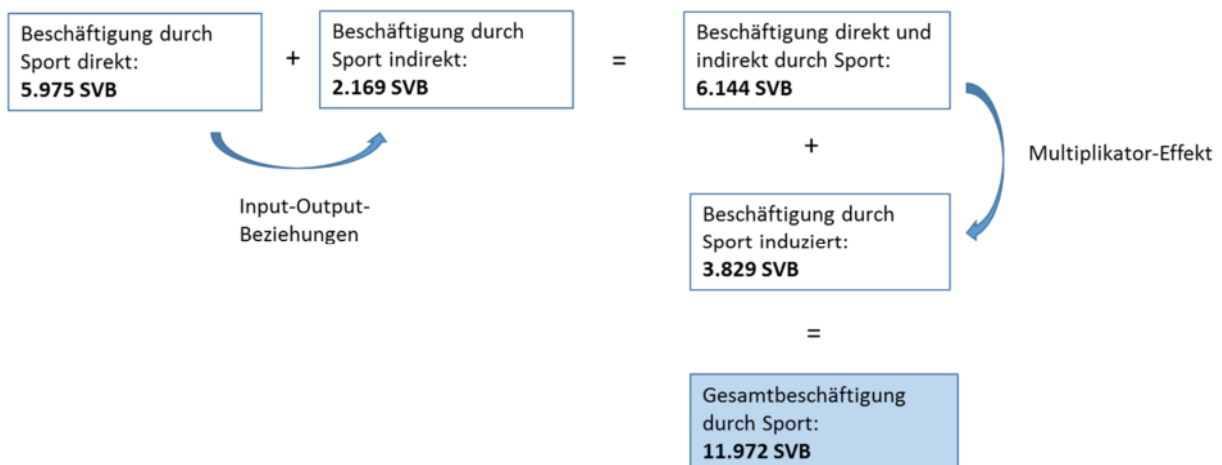 Beschäftigung durch
Sport direkt:
5.975 SVB
+
Beschäftigung durch
Sport indirekt:
2.169 SVB
=
Beschäftigung direkt und
indirekt durch Sport:
6.144 SVB
Input-Output-
Beziehungen
+
Multiplikator-Effekt
Beschäftigung durch
Sport induziert:
3.829 SVB
=
Gesamtbeschäftigung
durch Sport:
11.972 SVB